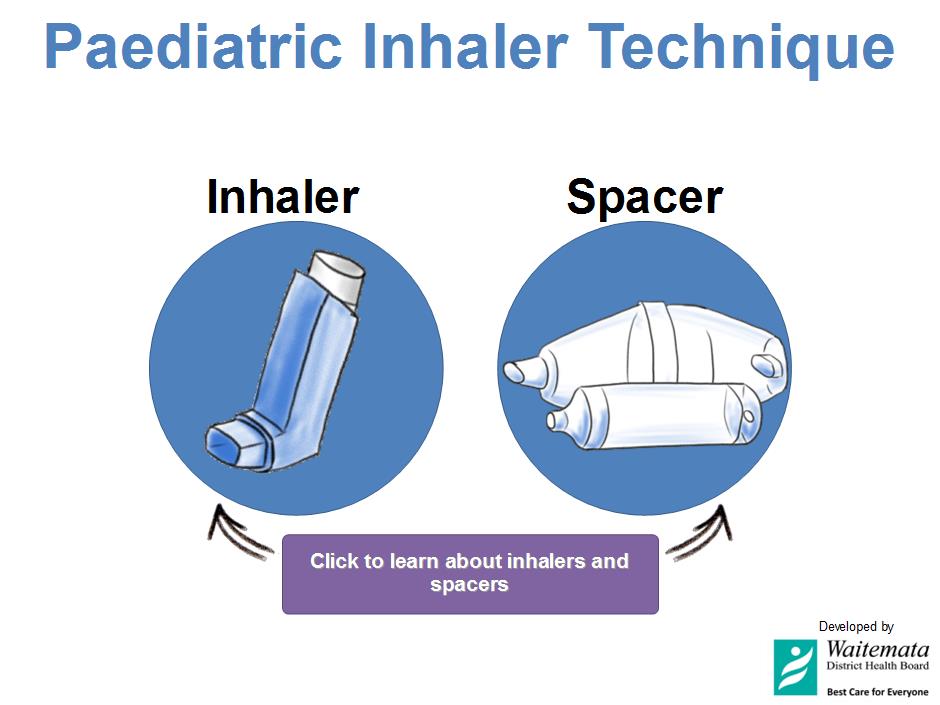 Paediatric Inhaler Technique
Inhaler
Spacer
Click to learn about inhalers and
spacers
Developed by
Waitemata
District Health Board
Best Care for Everyone